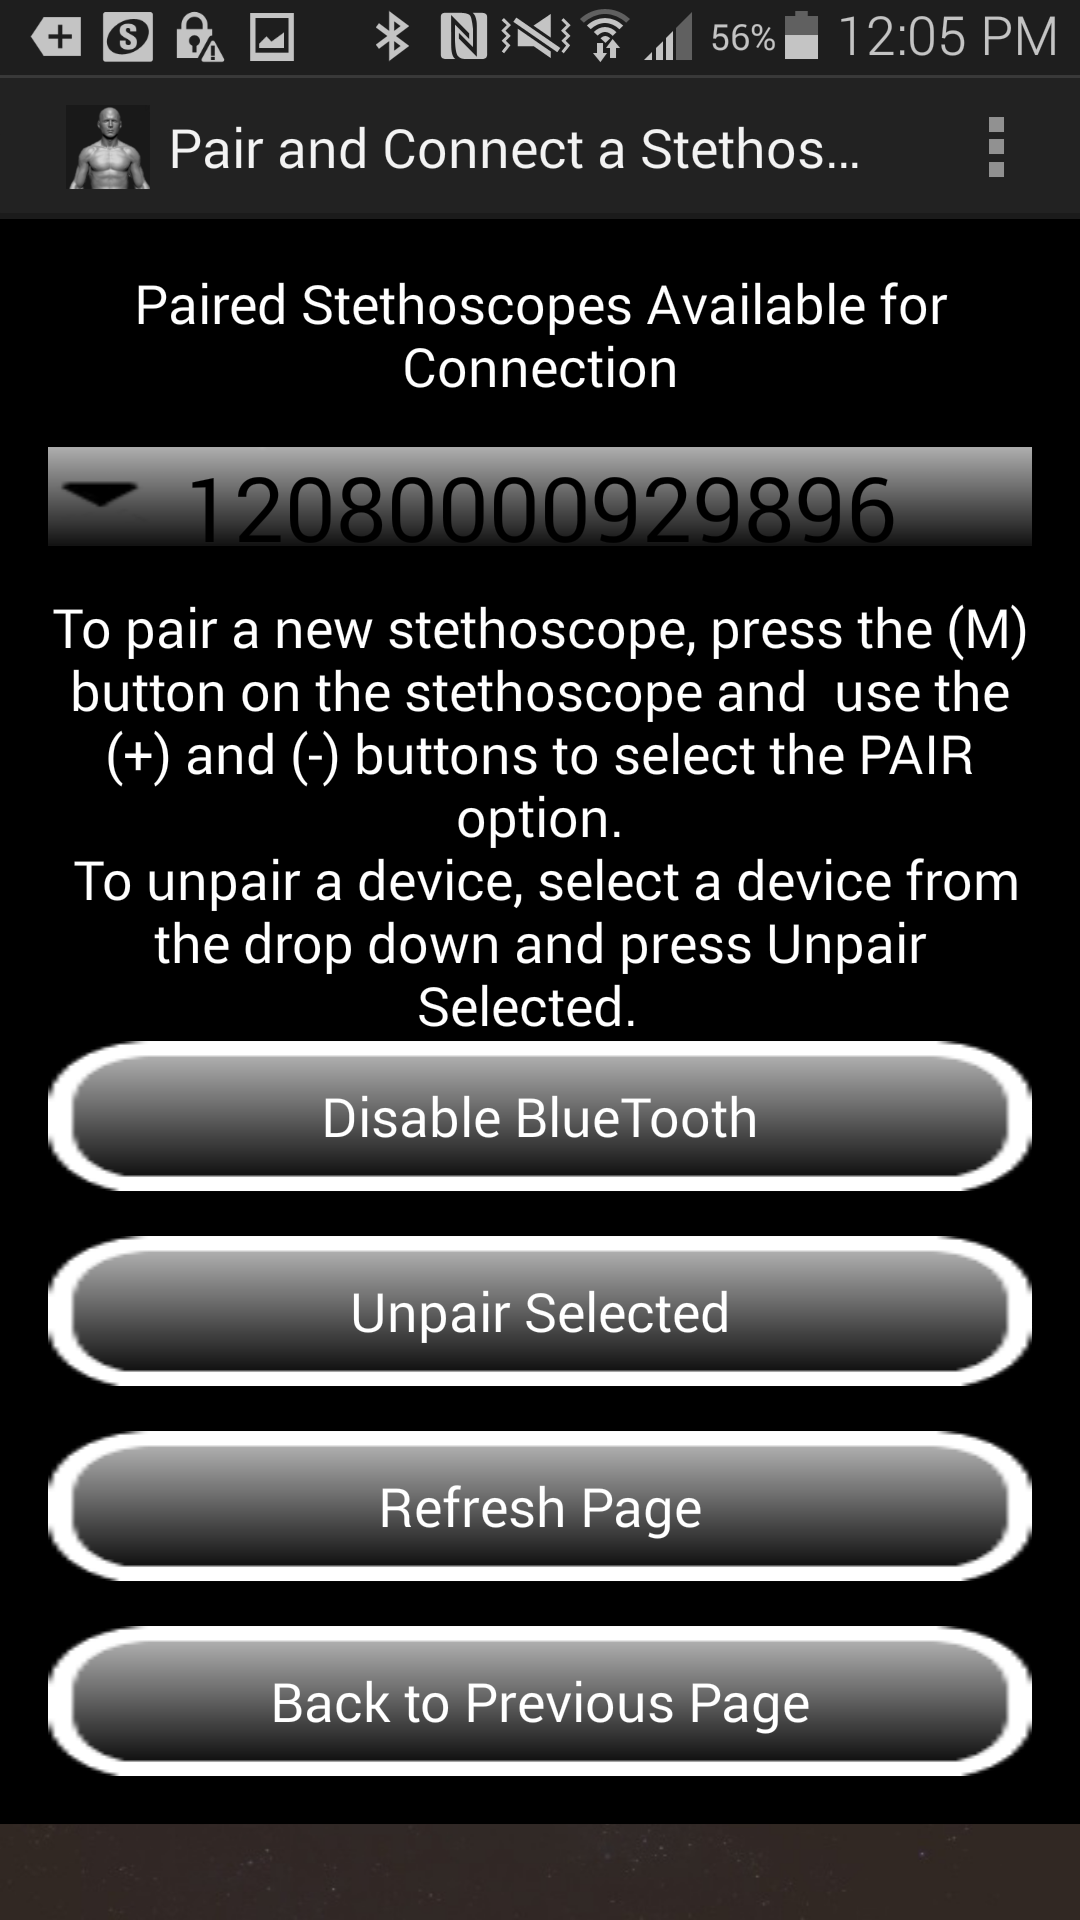 56% 12:05 PM
Pair and Connect a Stethos...
Paired Stethoscopes Available for
Connection
12080000929896
To pair a new stethoscope, press the (M)
button on the stethoscope and  use the
(+) and (-) buttons to select the PAIR
option.
To unpair a device, select a device from
the drop down and press Unpair
Selected.
Disable BlueTooth
Unpair Selected
Refresh Page
Back to Previous Page